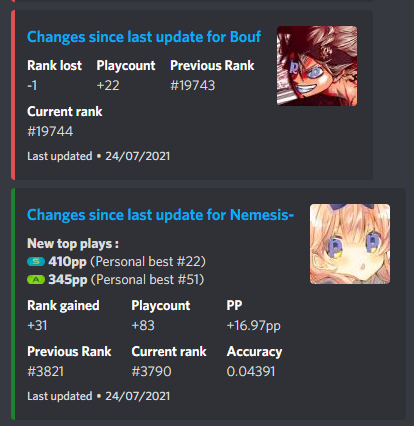 Changes since last update for Bouf
Rank lost Playcount Previous Rank
-1 +22 #19743
Current rank
#19744
Last updated • 24/07/2021
Changes since last update for Nemesis-
New top plays :
S 410pp (Personal best #22)
A 345pp (Personal best #51)
Rank gained Playcount PP
+31 +83 +16.97pp
Previous Rank Current rank Accuracy
#3821 #3790 0.04391
Last updated • 24/07/2021